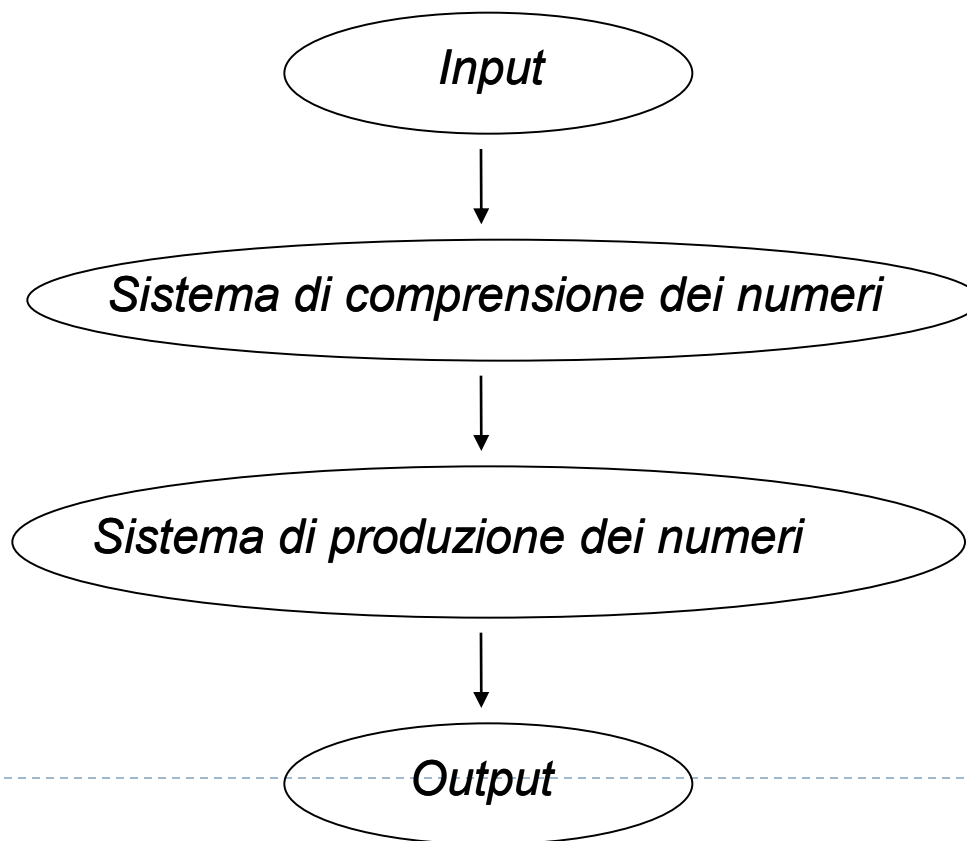 Input
Sistema di comprensione dei numeri
Sistema di produzione dei numeri
Output